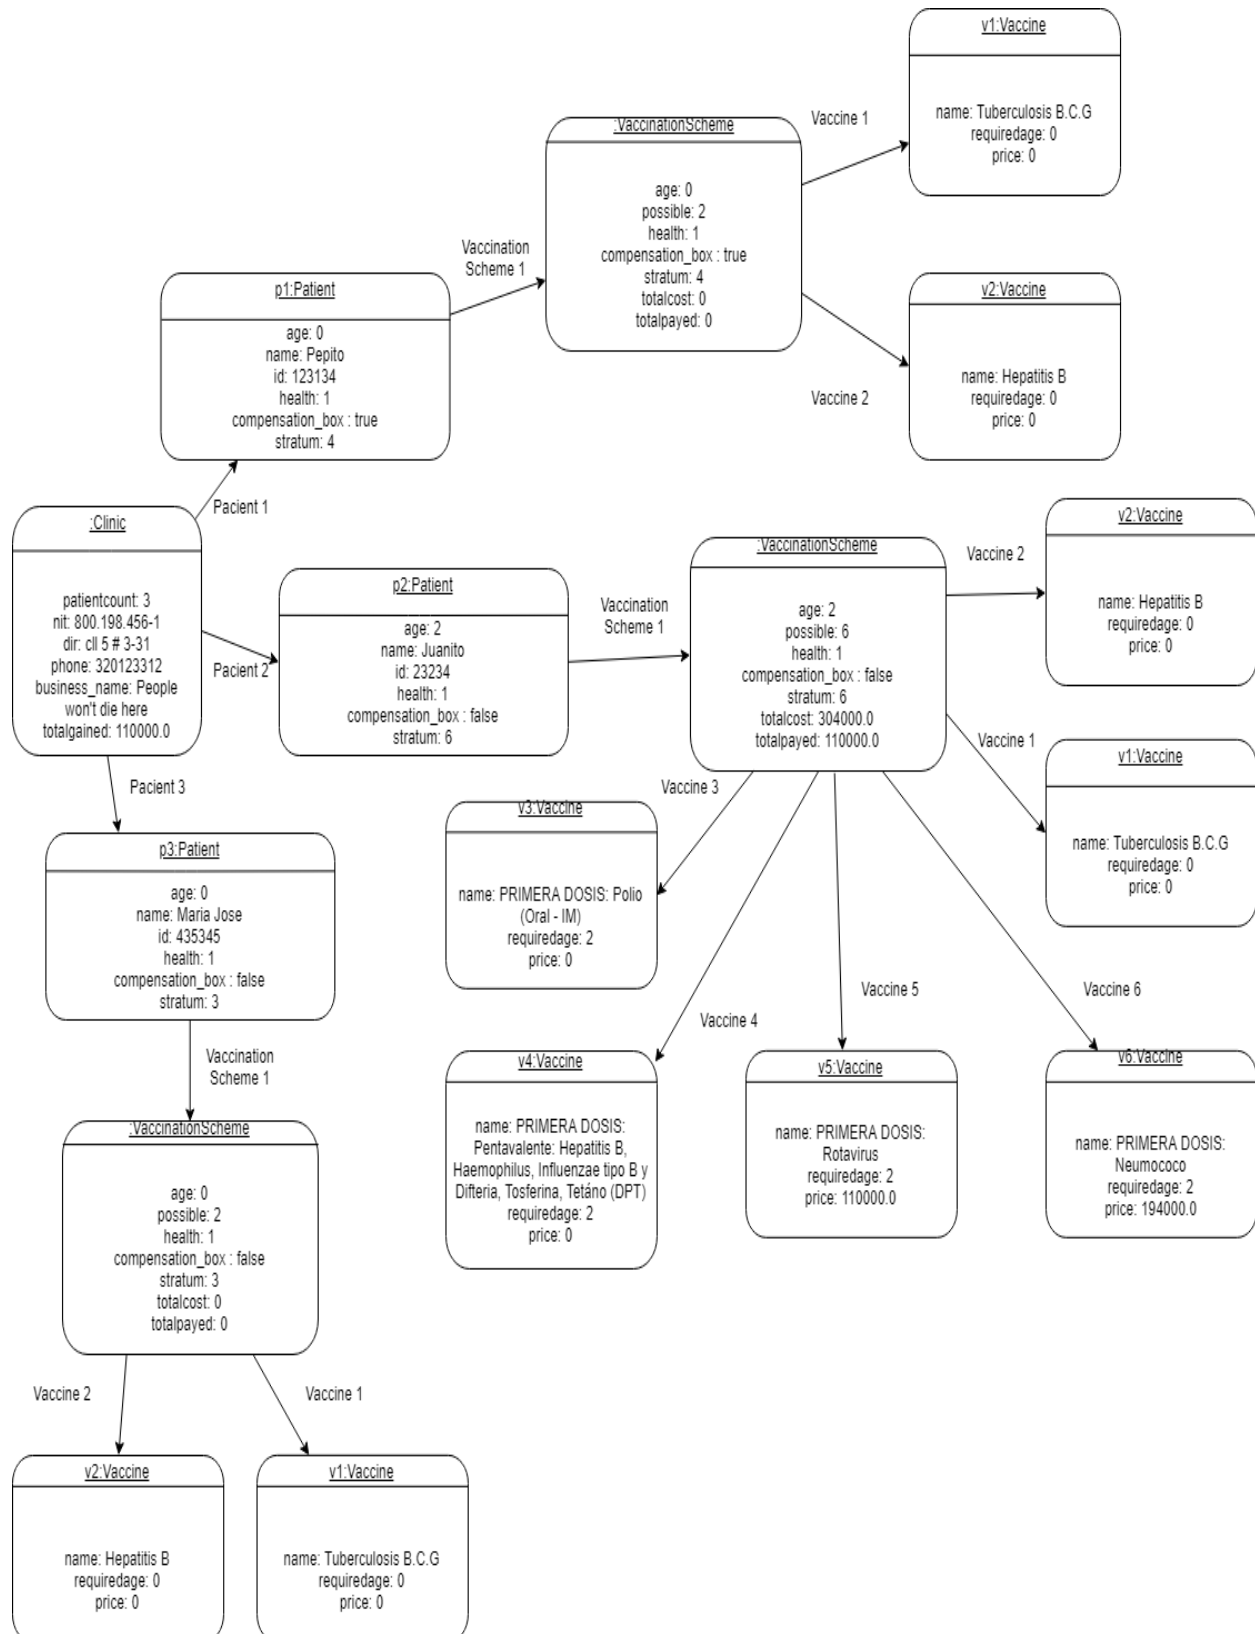 v1:Vaccine
name: Tuberculosis B.C.G
requiredage: 0
price: 0
Vaccine 1
:VaccinationScheme
age: 0
possible: 2
health: 1
compensation_box : true
stratum: 4
totalcost: 0
totalpayed: 0
Vaccination
Scheme 1
p1:Patient
age: 0
name: Pepito
id: 123134
health: 1
compensation_box : true
stratum: 4
v2:Vaccine
name: Hepatitis B
requiredage: 0
price: 0
Vaccine 2
Pacient 1
:Clinic
patientcount: 3
nit: 800.198.456-1
dir: cll 5 # 3-31
phone: 320123312
business_name: People
won't die here
totalgained: 110000.0
Pacient 2
p2:Patient
age: 2
name: Juanito
id: 23234
health: 1
compensation_box : false
stratum: 6
Vaccination
Scheme 1
:VaccinationScheme
age: 2
possible: 6
health: 1
compensation_box : false
stratum: 6
totalcost: 304000.0
totalpayed: 110000.0
Vaccine 2
v2:Vaccine
name: Hepatitis B
requiredage: 0
price: 0
Vaccine 1
v1:Vaccine
name: Tuberculosis B.C.G
requiredage: 0
price: 0
Vaccine 3
v3:Vaccine
name: PRIMERA DOSIS: Polio
(Oral - IM)
requiredage: 2
price: 0
Vaccine 4
v4:Vaccine
name: PRIMERA DOSIS:
Pentavalente: Hepatitis B,
Haemophilus, Influenzae tipo B y
Difteria, Tosferina, Tetáno (DPT)
requiredage: 2
price: 0
Vaccine 5
v5:Vaccine
name: PRIMERA DOSIS:
Rotavirus
requiredage: 2
price: 110000.0
Vaccine 6
v6:Vaccine
name: PRIMERA DOSIS:
Neumococo
requiredage: 2
price: 194000.0
Pacient 3
p3:Patient
age: 0
name: Maria Jose
id: 435345
health: 1
compensation_box : false
stratum: 3
Vaccination
Scheme 1
:VaccinationScheme
age: 0
possible: 2
health: 1
compensation_box : false
stratum: 3
totalcost: 0
totalpayed: 0
Vaccine 2
Vaccine 1
v2:Vaccine
name: Hepatitis B
requiredage: 0
price: 0
v1:Vaccine
name: Tuberculosis B.C.G
requiredage: 0
price: 0